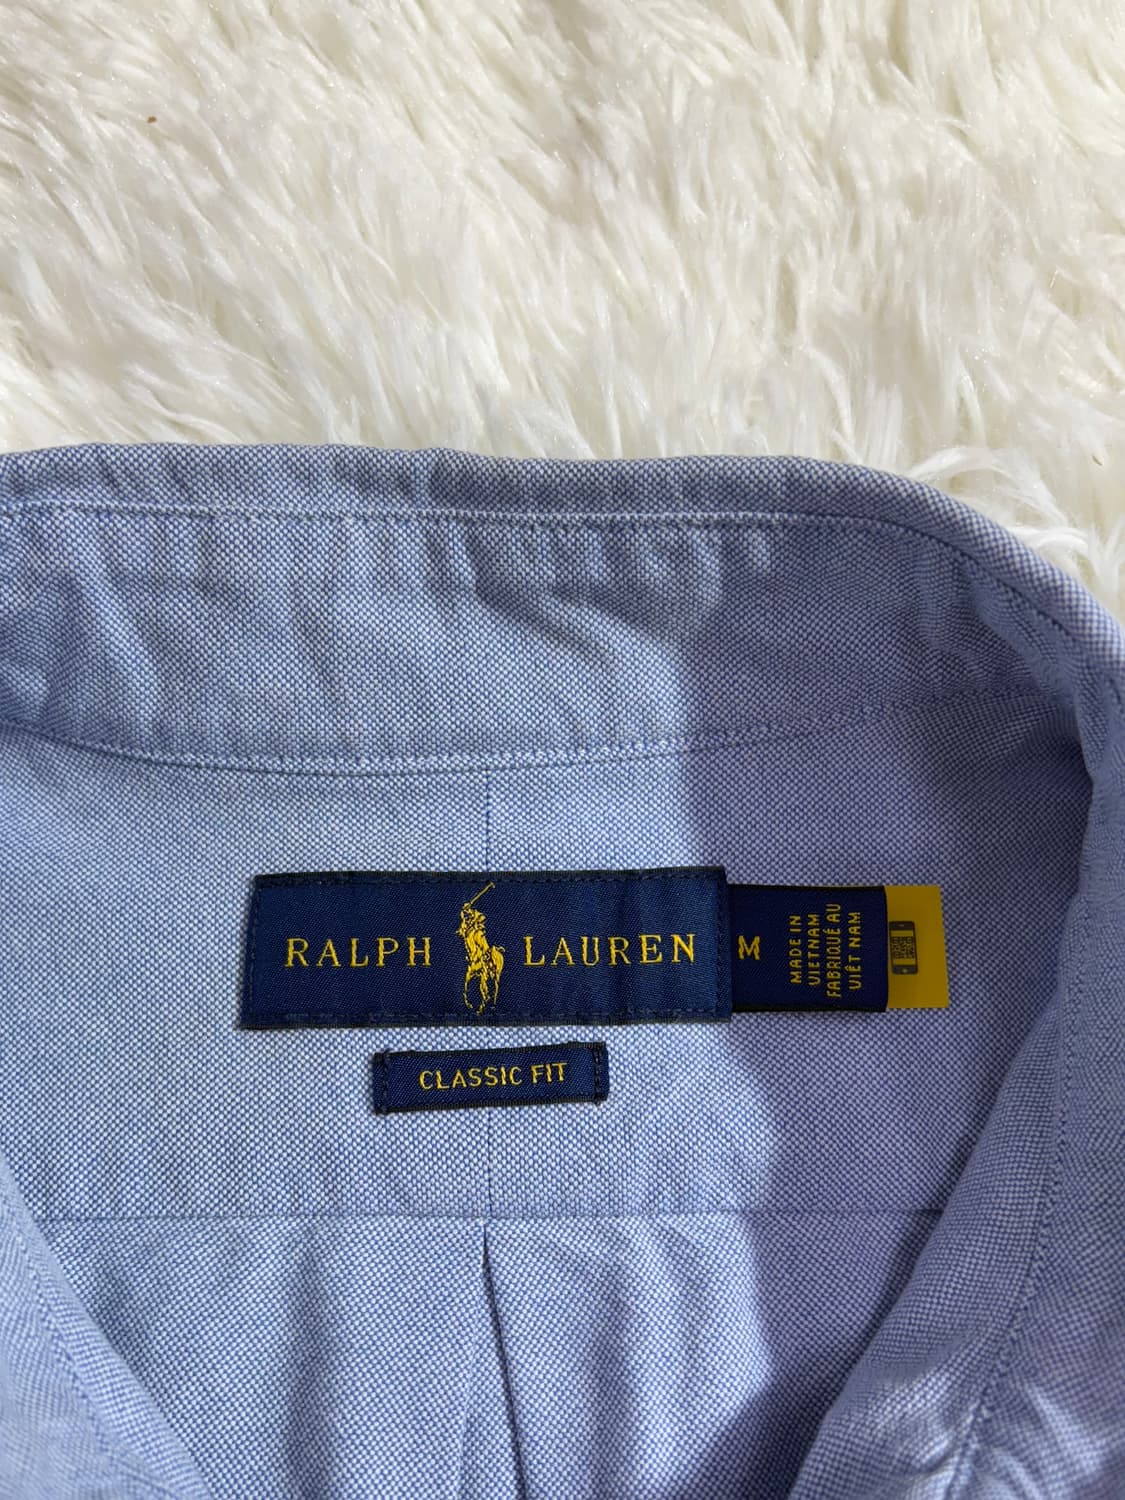 RALPH LAUREN
M
MADE IN
VIETNAM
FABRIQUÉ AU
VIÊT NAM
CLASSIC FIT